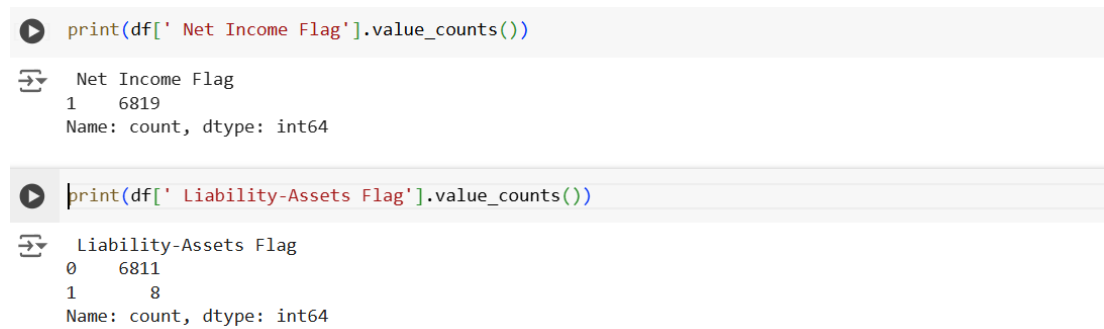 print(df[' Net Income Flag'].value_counts())
 Net Income Flag
1    6819
Name: count, dtype: int64
print(df[' Liability-Assets Flag'].value_counts())
 Liability-Assets Flag
0    6811
1       8
Name: count, dtype: int64